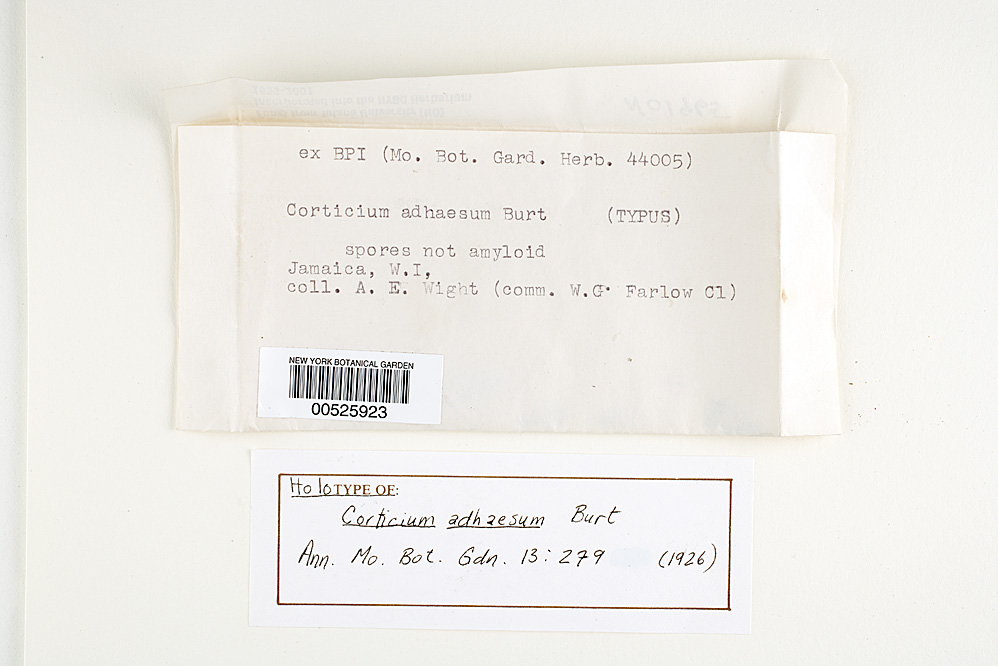 ex BPI (Mo. Bot. Gard. Herb. 44005)
Corticium adhaesum Burt (TYPUS)
spores not amyloid
Jamaica, W.I,
coll. A. E. Wight (comm. W.G. Farlow Cl)
NEW YORK BOTANICAL GARDEN
00525923
HoloTYPE OF:
Corticium adhaesum Burt
Ann. Mo. Bot. Gdn. 13: 279 (1926)